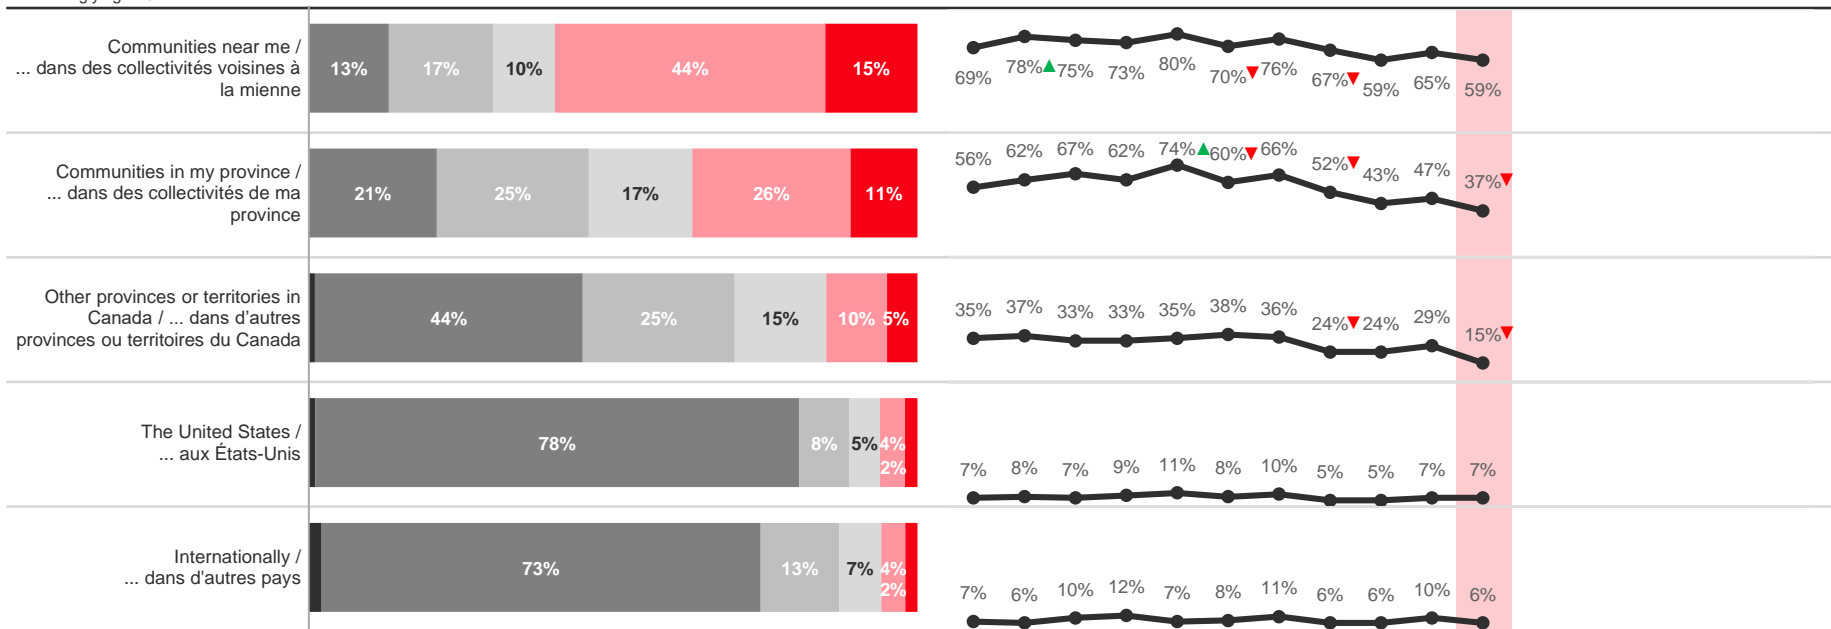 Communities near me /
... dans des collectivités voisines à
la mienne
13% 17% 10% 44% 15%
69% 78%▲ 75% 73% 80% 70%▼ 76% 67%▼ 59% 65% 59%
Communities in my province /
... dans des collectivités de ma
province
21% 25% 17% 26% 11%
56% 62% 67% 62% 74%▲ 60%▼ 66% 52%▼ 43% 47% 37%▼
Other provinces or territories in
Canada / ... dans d'autres
provinces ou territoires du Canada
44% 25% 15% 10% 5%
35% 37% 33% 33% 35% 38% 36% 24%▼ 24% 29% 15%▼
The United States /
... aux États-Unis
78% 8% 5% 4% 2%
7% 8% 7% 9% 11% 8% 10% 5% 5% 7% 7%
Internationally /
... dans d'autres pays
73% 13% 7% 4% 2%
7% 6% 10% 12% 7% 8% 11% 6% 6% 10% 6%